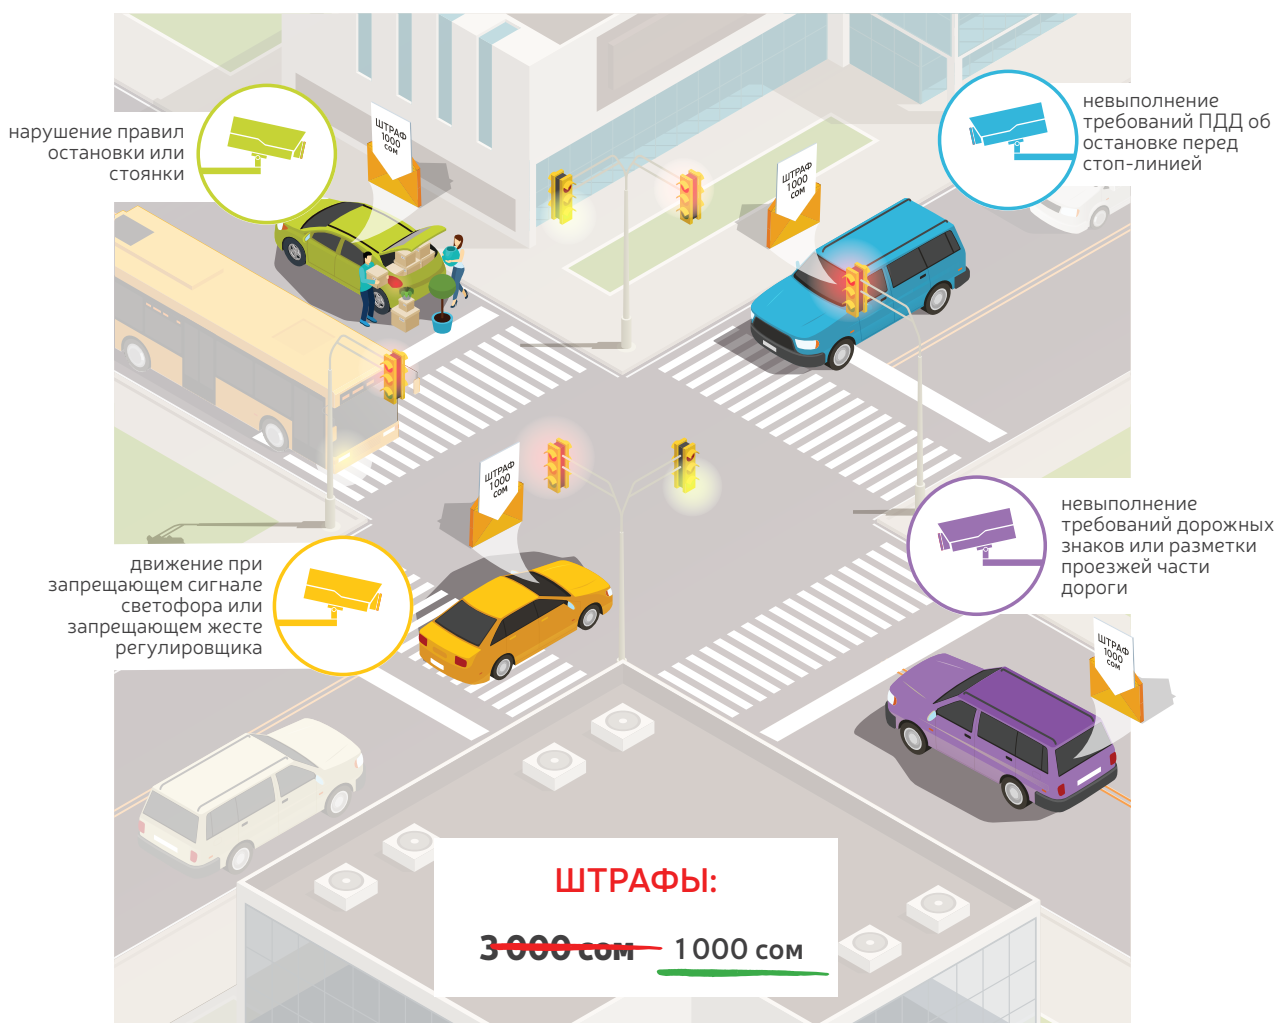 нарушение правил
остановки или
стоянки
ШТРАФ
1000
сом
невыполнение
требований ПДД об
остановке перед
стоп-линией
ШТРАФ
1000
сом
ШТРАФ
1000
сом
движение при
запрещающем сигнале
светофора или
запрещающем жесте
регулировщика
невыполнение
требований дорожных
знаков или разметки
проезжей части
дороги
ШТРАФ
1000
сом
ШТРАФЫ:
3 000 сом 1 000 сом